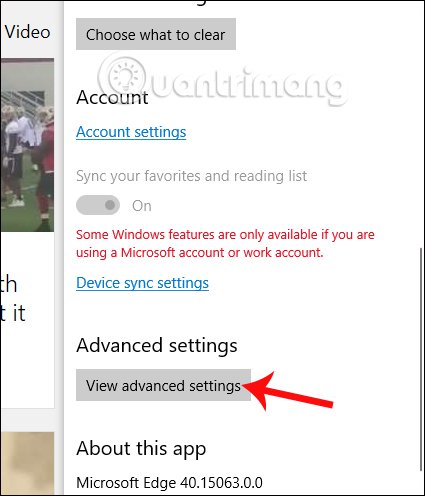 Video
Choose what to clear
Quantrimang
Account
Account settings
Sync your favorites and reading list
On
Some Windows features are only available if you are
using a Microsoft account or work account.
Device sync settings
th
t it
Advanced settings
View advanced settings
About this app
Microsoft Edge 40.15063.0.0